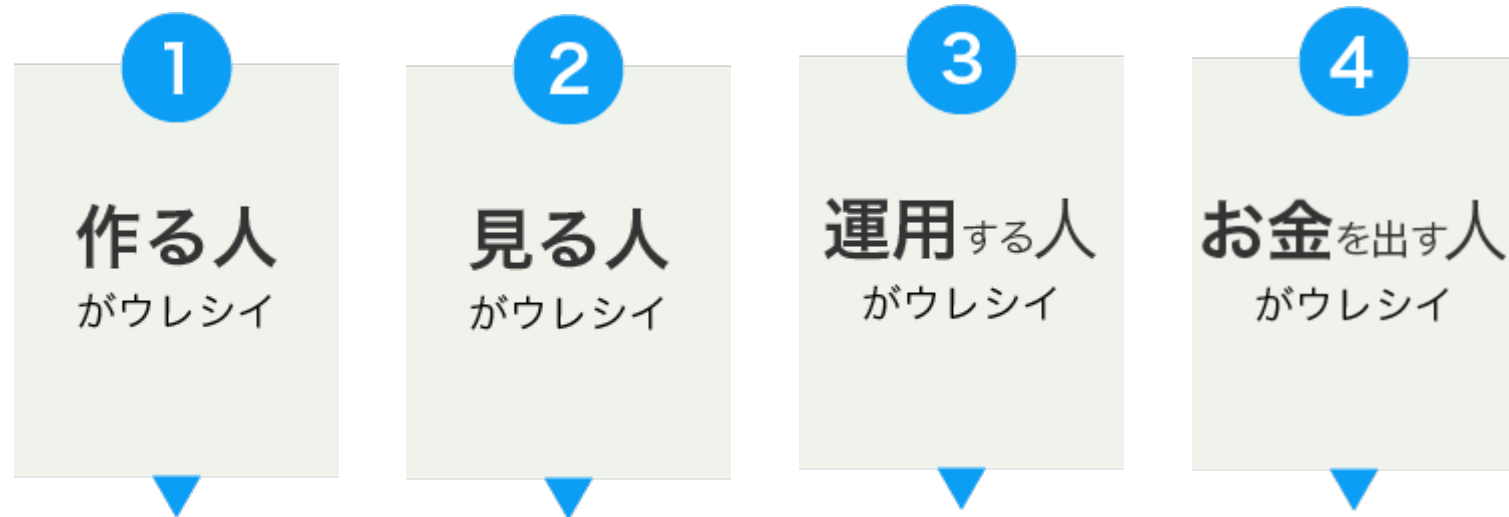 1
作る人
がウレシイ
2
見る人
がウレシイ
3
運用する人
がウレシイ
4
お金を出す人
がウレシイ